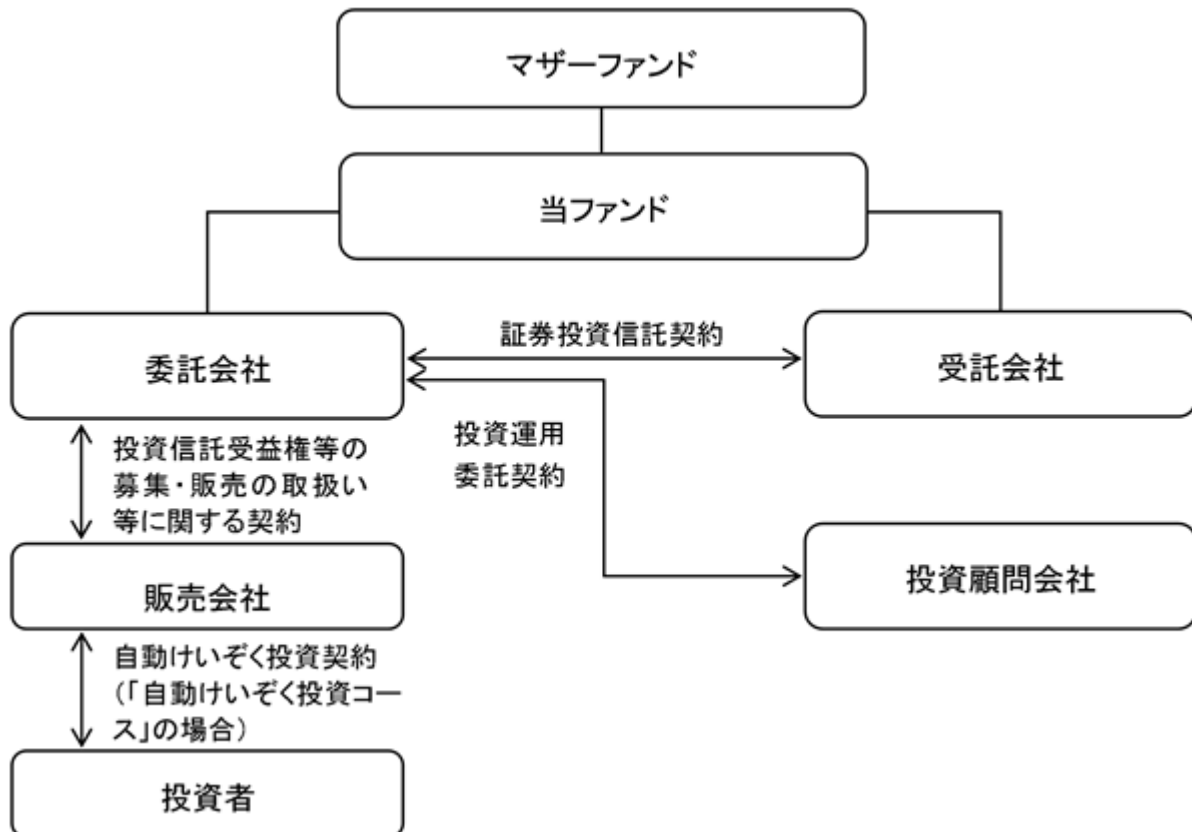 マザーファンド
当ファンド
委託会社
証券投資信託契約
受託会社
投資運用
委託契約
投資信託受益権等の
募集・販売の取扱い
等に関する契約
販売会社
投資顧問会社
自動けいぞく投資契約
(「自動けいぞく投資コー
ス」の場合)
投資者